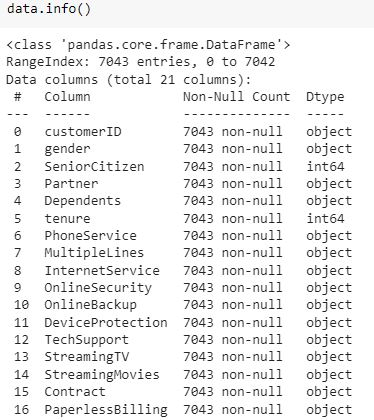 data.info()
<class 'pandas.core.frame.DataFrame'>
RangeIndex: 7043 entries, 0 to 7042
Data columns (total 21 columns):
 #   Column            Non-Null Count  Dtype
---  ------            --------------  -----
 0   customerID        7043 non-null   object
 1   gender            7043 non-null   object
 2   SeniorCitizen     7043 non-null   int64
 3   Partner           7043 non-null   object
 4   Dependents        7043 non-null   object
 5   tenure            7043 non-null   int64
 6   PhoneService      7043 non-null   object
 7   MultipleLines     7043 non-null   object
 8   InternetService   7043 non-null   object
 9   OnlineSecurity    7043 non-null   object
 10  OnlineBackup      7043 non-null   object
 11  DeviceProtection  7043 non-null   object
 12  TechSupport       7043 non-null   object
 13  StreamingTV       7043 non-null   object
 14  StreamingMovies   7043 non-null   object
 15  Contract          7043 non-null   object
 16  PaperlessBilling  7043 non-null   object